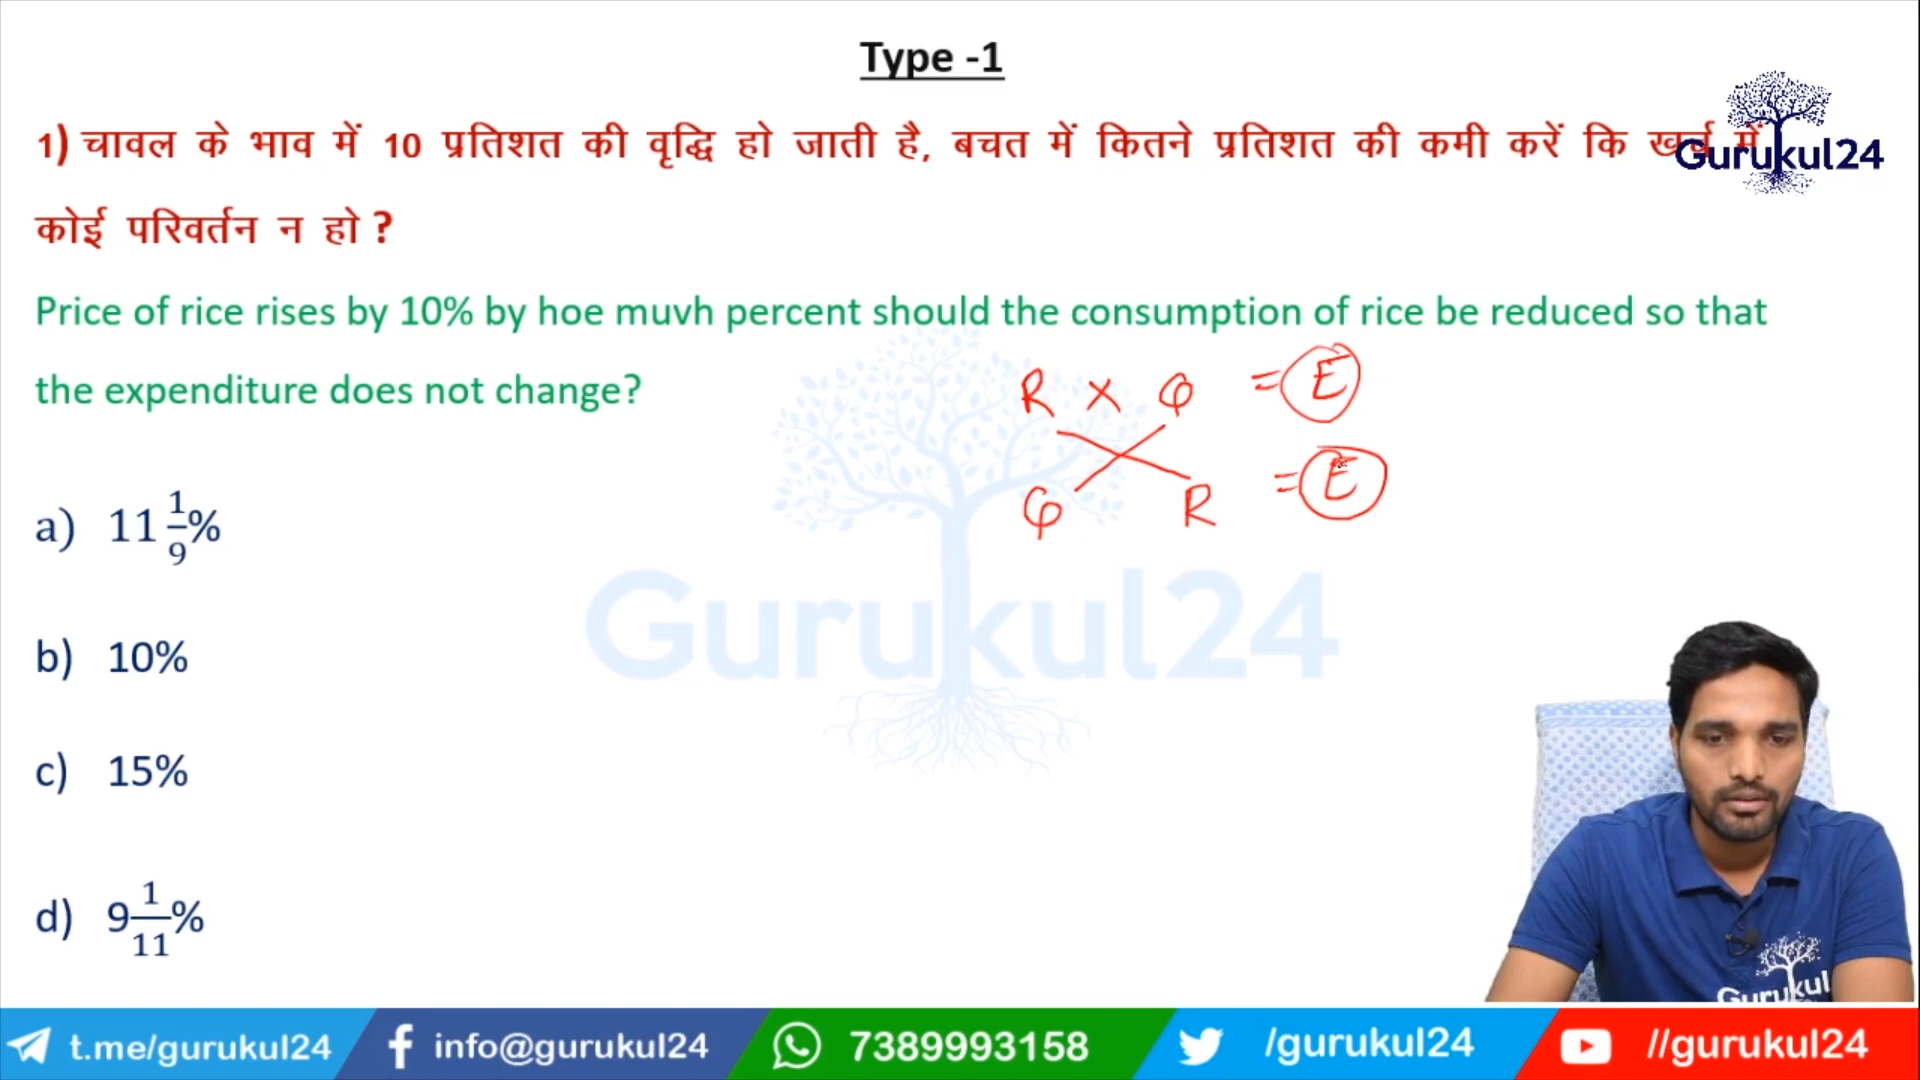 Type -1
1) चावल के भाव में 10 प्रतिशत की वृद्धि हो जाती है, बचत में कितने प्रतिशत की कमी करें कि खर्च में
Gurukul24
कोई परिवर्तन न हो ?
Price of rice rises by 10% by hoe muvh percent should the consumption of rice be reduced so that
the expenditure does not change?
R × Q = E
Q R = E
a) 11 1/9%
b) 10%
Gurukul24
c) 15%
d) 9 1/11%
Gurukul
t.me/gurukul24 info@gurukul24 7389993158 /gurukul24 //gurukul24